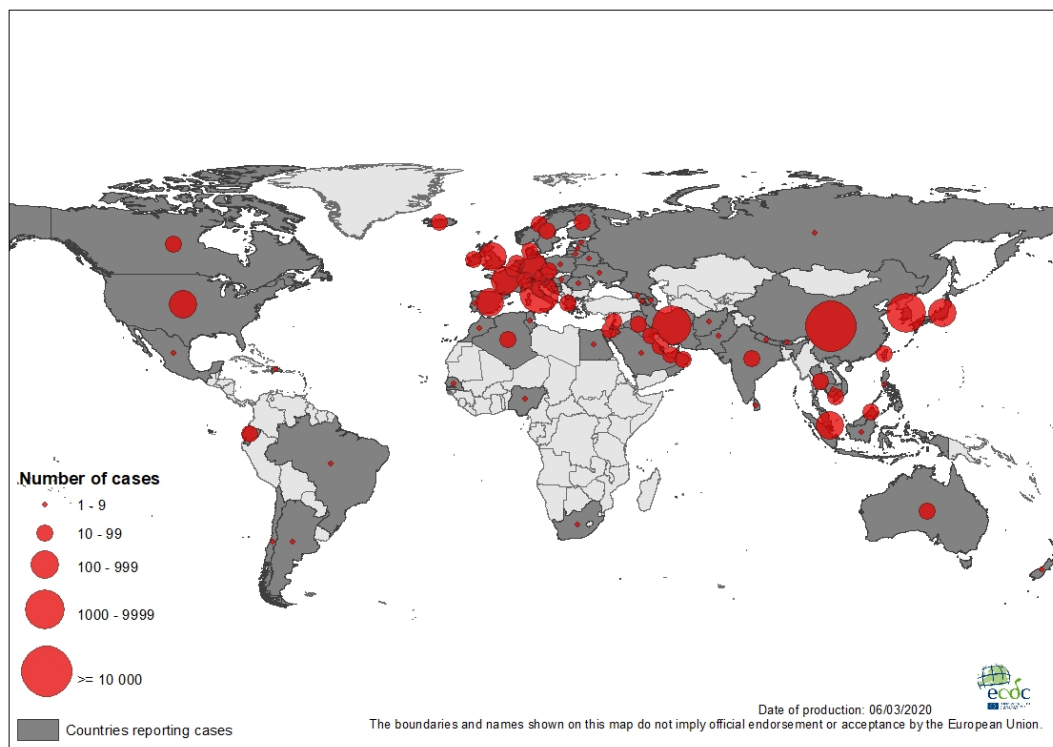 Number of cases
1 - 9
10 - 99
100 - 999
1000 - 9999
>= 10 000
Countries reporting cases
ecdc
Date of production: 06/03/2020
The boundaries and names shown on this map do not imply official endorsement or acceptance by the European Union.